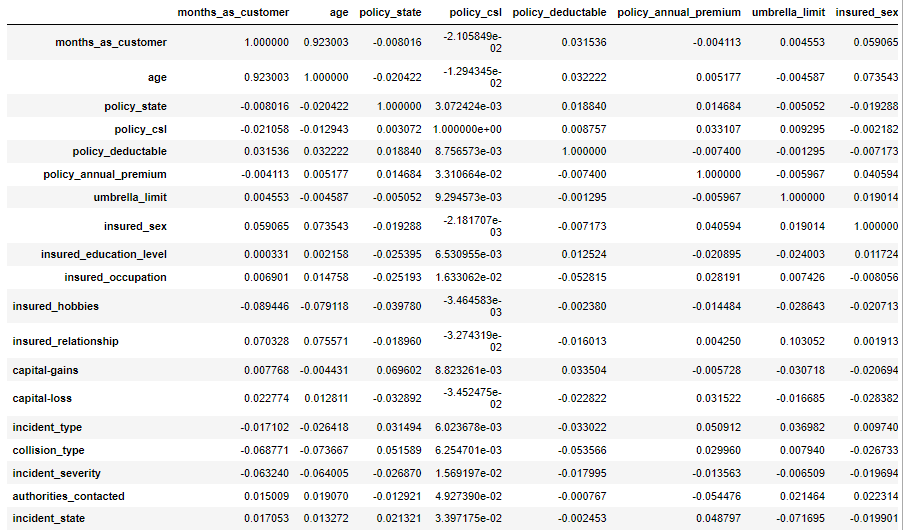 months_as_customer age policy_state policy_csl policy_deductable policy_annual_premium umbrella_limit insured_sex
months_as_customer 1.000000 0.923003 -0.008016 -2.105849e-02 0.031536 -0.004113 0.004553 0.059065
age 0.923003 1.000000 -0.020422 -1.294345e-02 0.032222 0.005177 -0.004587 0.073543
policy_state -0.008016 -0.020422 1.000000 3.072424e-03 0.018840 0.014684 -0.005052 -0.019288
policy_csl -0.021058 -0.012943 0.003072 1.000000e+00 0.008757 0.033107 0.009295 -0.002182
policy_deductable 0.031536 0.032222 0.018840 8.756573e-03 1.000000 -0.007400 -0.001295 -0.007173
policy_annual_premium -0.004113 0.005177 0.014684 3.310664e-02 -0.007400 1.000000 -0.005967 0.040594
umbrella_limit 0.004553 -0.004587 -0.005052 9.294573e-03 -0.001295 -0.005967 1.000000 0.019014
insured_sex 0.059065 0.073543 -0.019288 -2.181707e-03 -0.007173 0.040594 0.019014 1.000000
insured_education_level 0.000331 0.002158 -0.025395 6.530955e-03 0.012524 -0.020895 -0.024003 0.011724
insured_occupation 0.006901 0.014758 -0.025193 1.633062e-02 -0.052815 0.028191 0.007426 -0.008056
insured_hobbies -0.089446 -0.079118 -0.039780 -3.464583e-03 -0.002380 -0.014484 -0.028643 -0.020713
insured_relationship 0.070328 0.075571 -0.018960 -3.274319e-02 -0.016013 0.004250 0.103052 0.001913
capital-gains 0.007768 -0.004431 0.069602 8.823261e-03 0.033504 -0.005728 -0.030718 -0.020694
capital-loss 0.022774 0.012811 -0.032892 -3.452475e-02 -0.022822 0.031522 -0.016685 -0.028382
incident_type -0.017102 -0.026418 0.031494 6.023678e-03 -0.033022 0.050912 0.036982 0.009740
collision_type -0.068771 -0.073667 0.051589 6.254701e-03 -0.053566 0.029960 0.007940 -0.026733
incident_severity -0.063240 -0.064005 -0.026870 1.569197e-02 -0.017995 -0.013563 -0.006509 -0.019694
authorities_contacted 0.015009 0.019070 -0.012921 4.927390e-02 -0.000767 -0.054476 0.021464 0.022314
incident_state 0.017053 0.013272 0.021321 3.397175e-02 -0.002453 0.048797 -0.071695 -0.019901